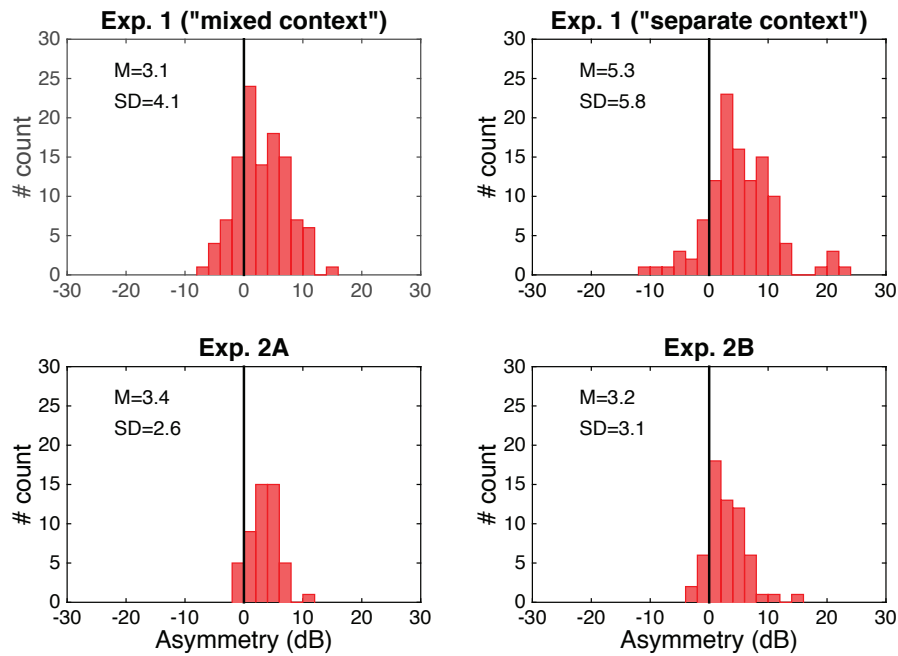 Exp. 1 ("mixed context")
M=3.1
SD=4.1
# count
30
25
20
15
10
5
0
-30 -20 -10 0 10 20 30
Exp. 1 ("separate context")
M=5.3
SD=5.8
# count
30
25
20
15
10
5
0
-30 -20 -10 0 10 20 30
Exp. 2A
M=3.4
SD=2.6
# count
30
25
20
15
10
5
0
-30 -20 -10 0 10 20 30
Asymmetry (dB)
Exp. 2B
M=3.2
SD=3.1
# count
30
25
20
15
10
5
0
-30 -20 -10 0 10 20 30
Asymmetry (dB)